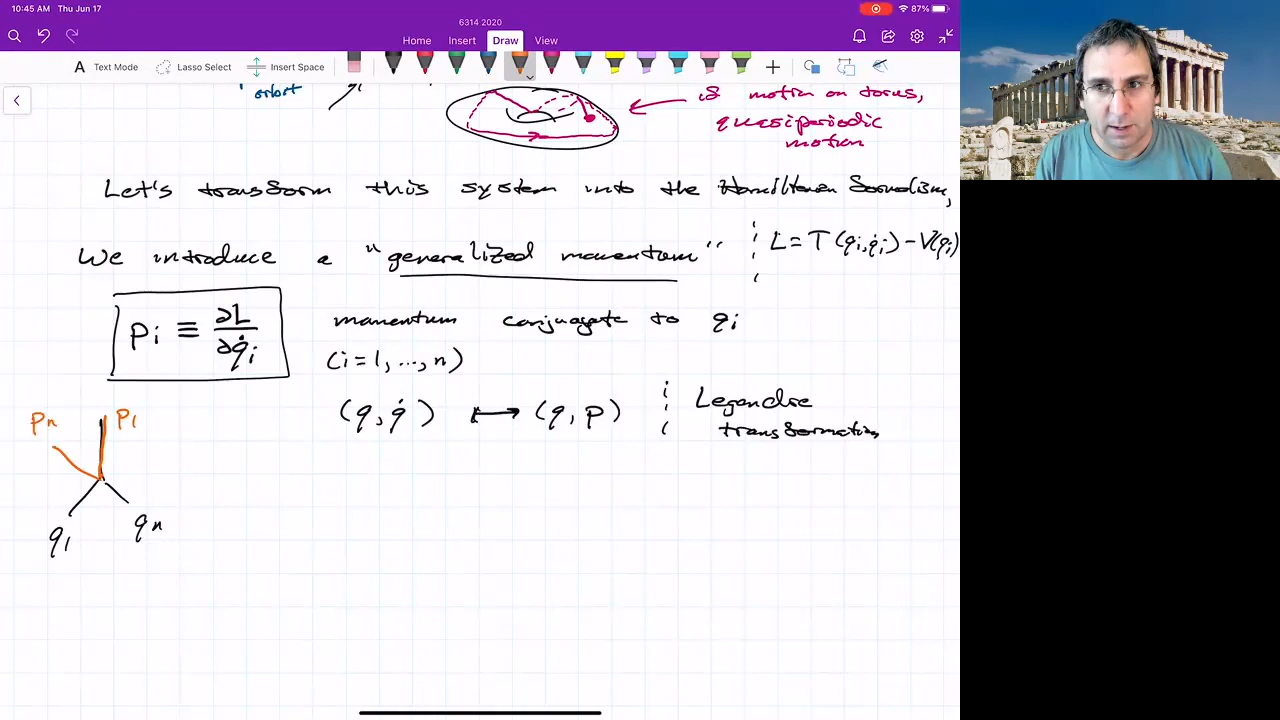 10:45 AM Thu Jun 17
87%
6314 2020
Home Insert Draw View
Text Mode Lasso Select Insert Space
orbit
is motion on torus,
quasiperiodic
motion
Let's transform this system into the Hamiltonian formalism,
We introduce a "generalized momentum"
L = T(qi, q̇i) - V(qi)
pi ≡ ∂L/∂q̇i
momentum conjugate to qi
(i = 1, ..., n)
(q, q̇) ⟷ (q, p)
Legendre
transformation
pn p1
q1 qn